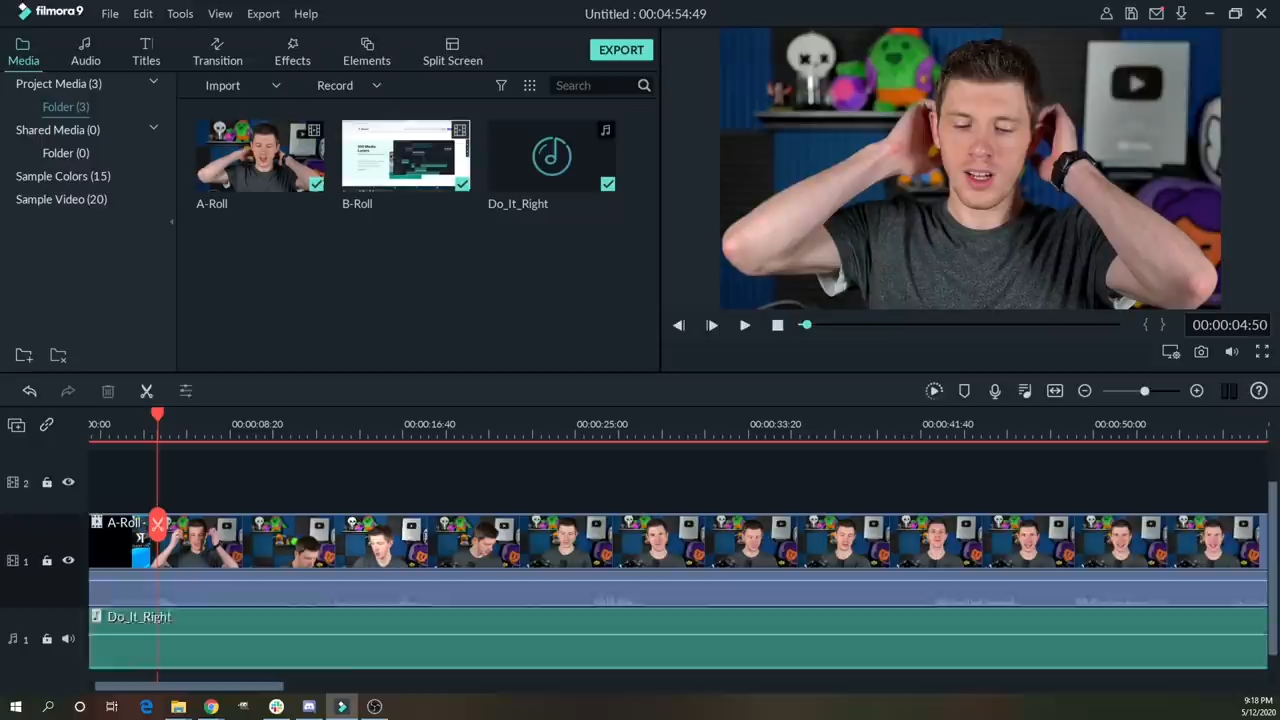 filmora9 File Edit Tools View Export Help Untitled : 00:04:54:49
Media Audio Titles Transition Effects Elements Split Screen EXPORT
Project Media (3)
Folder (3)
Shared Media (0)
Folder (0)
Sample Colors (15)
Sample Video (20)
Import Record Search
A-Roll B-Roll Do_It_Right
00:00:04:50
00:00 00:00:08:20 00:00:16:40 00:00:25:00 00:00:33:20 00:00:41:40 00:00:50:00
2
A-Roll
1
Do_It_Right
1
9:18 PM
5/12/2020